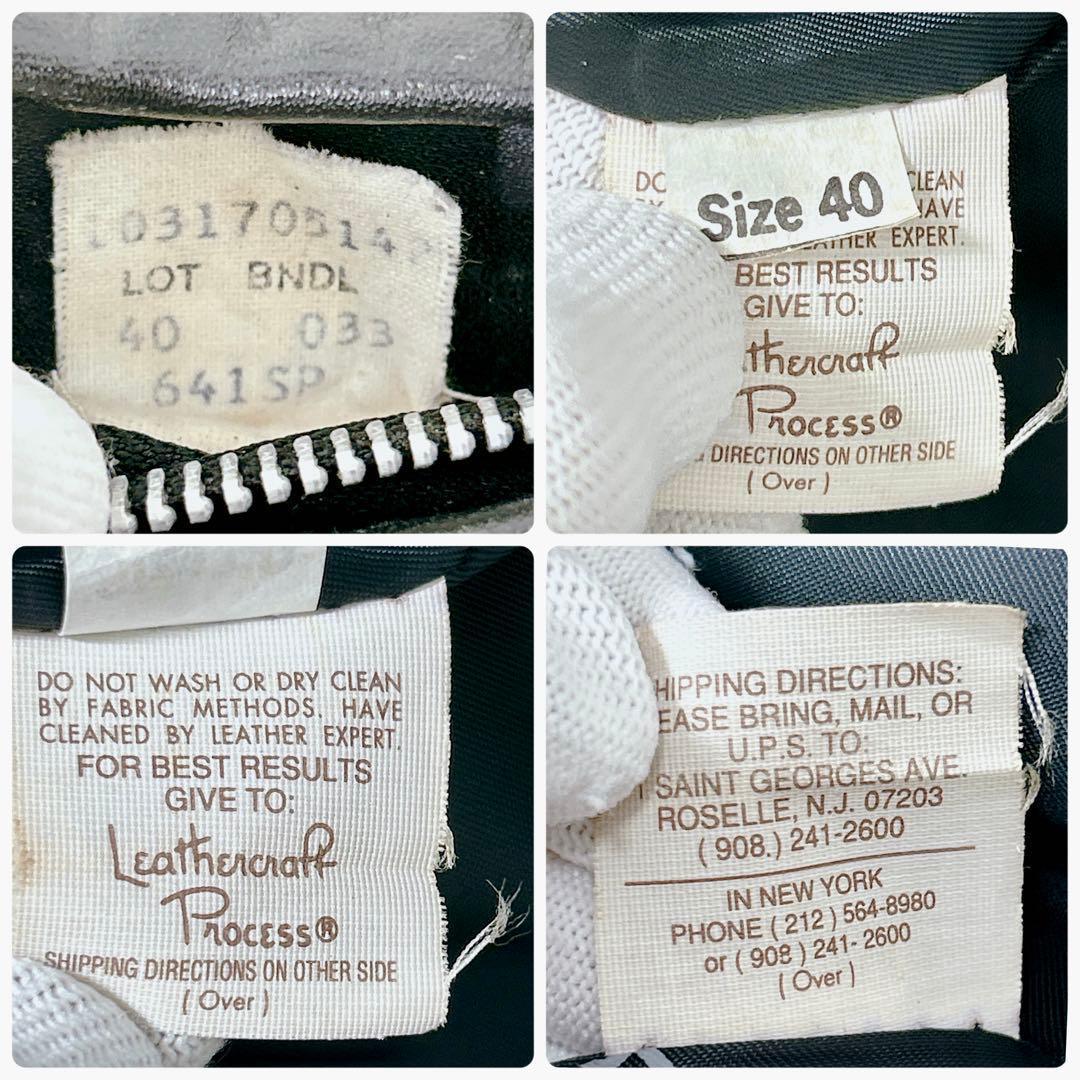 03170514
LOT BNDL
40 033
641SP
DO CLEAN
Size 40
HAVE
LEATHER EXPERT.
BEST RESULTS
GIVE TO:
thercraft
Process®
DIRECTIONS ON OTHER SIDE
( Over )
DO NOT WASH OR DRY CLEAN
BY FABRIC METHODS. HAVE
CLEANED BY LEATHER EXPERT.
FOR BEST RESULTS
GIVE TO:
Leathercraft
Process®
SHIPPING DIRECTIONS ON OTHER SIDE
( Over )
HIPPING DIRECTIONS:
EASE BRING, MAIL, OR
U.P.S. TO:
SAINT GEORGES AVE.
ROSELLE, N.J. 07203
( 908.) 241-2600
IN NEW YORK
PHONE ( 212 ) 564-8980
or ( 908 ) 241-2600
( Over )